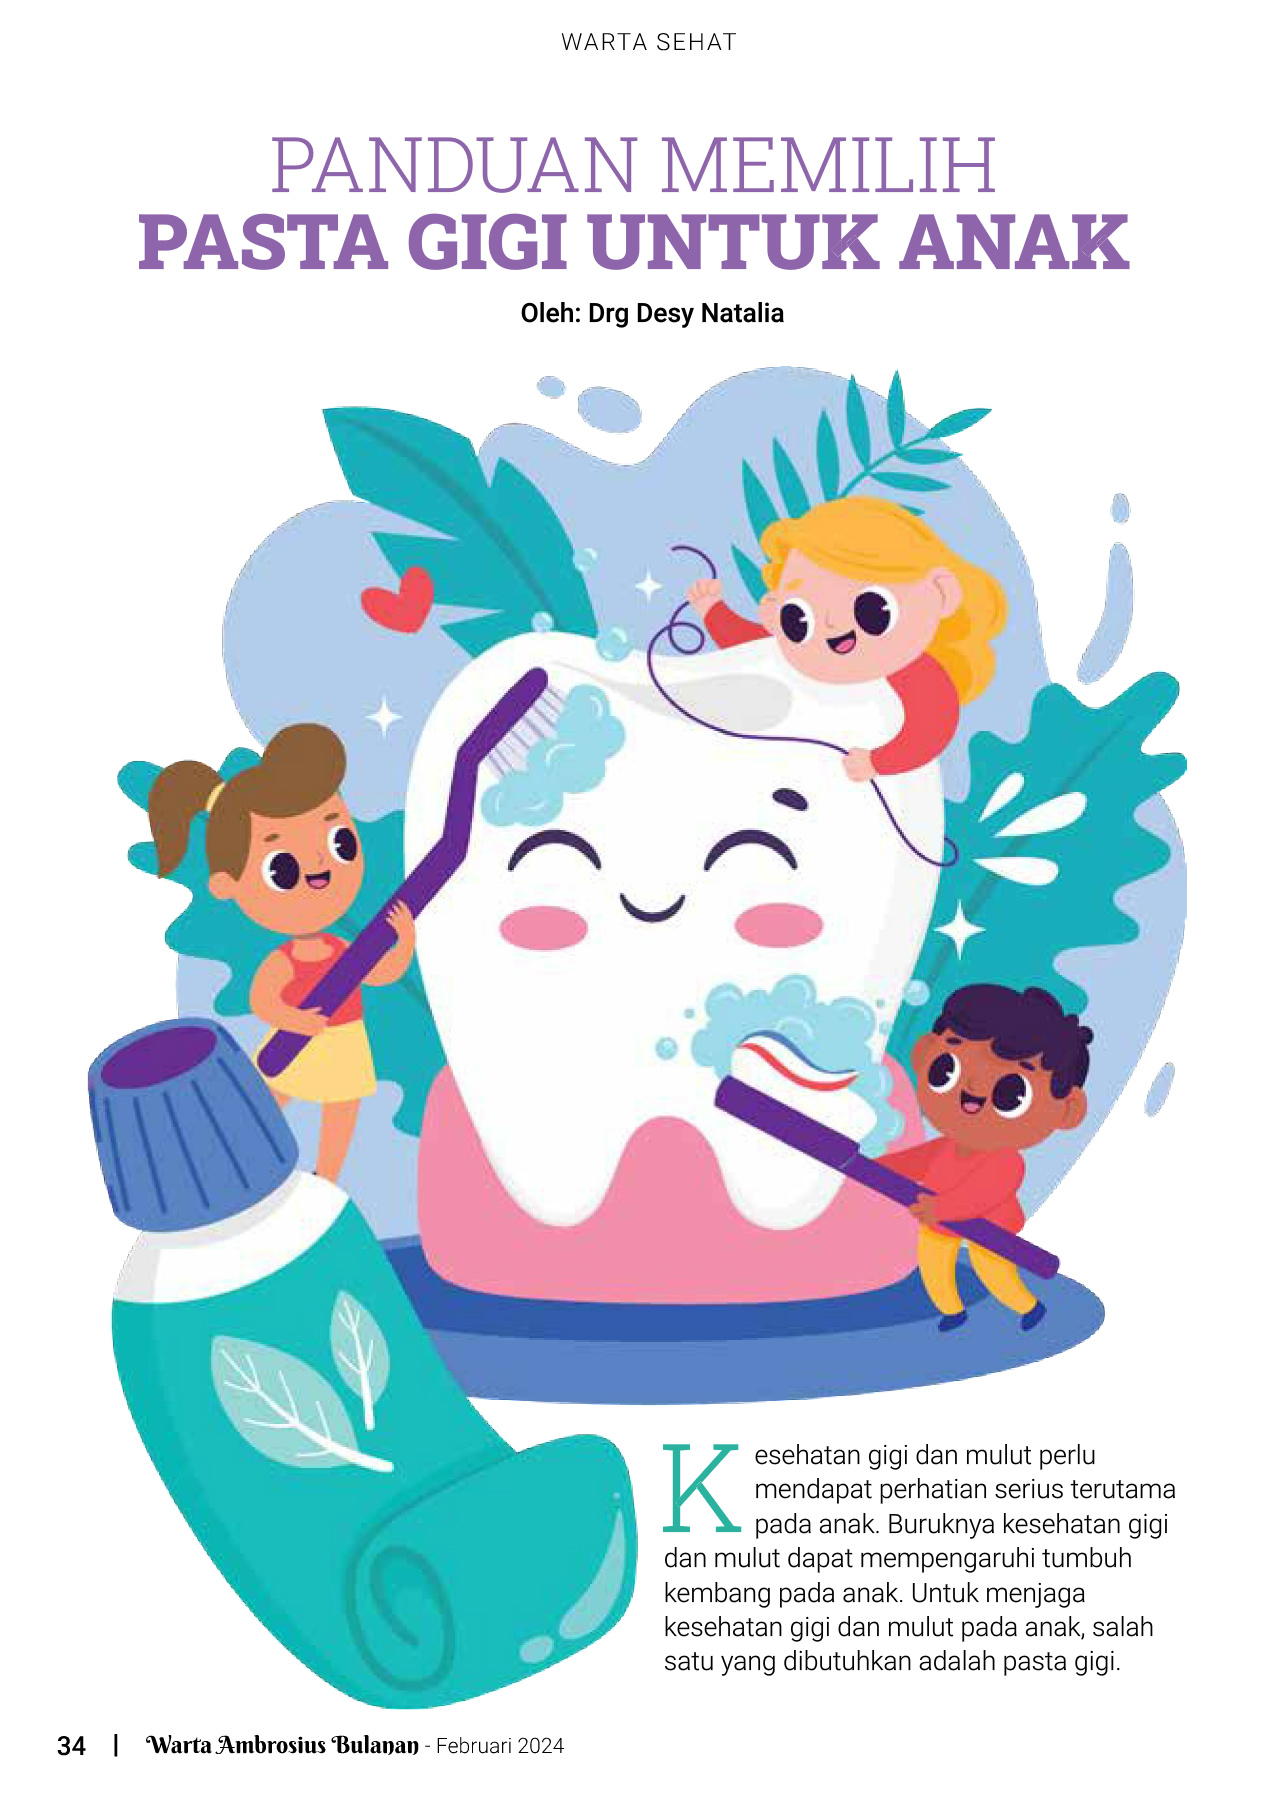 WARTA SEHAT
PANDUAN MEMILIH
PASTA GIGI UNTUK ANAK
Oleh: Drg Desy Natalia
Kesehatan gigi dan mulut perlu
mendapat perhatian serius terutama
pada anak. Buruknya kesehatan gigi
dan mulut dapat mempengaruhi tumbuh
kembang pada anak. Untuk menjaga
kesehatan gigi dan mulut pada anak, salah
satu yang dibutuhkan adalah pasta gigi.
34 | Warta Ambrosius Bulanan - Februari 2024